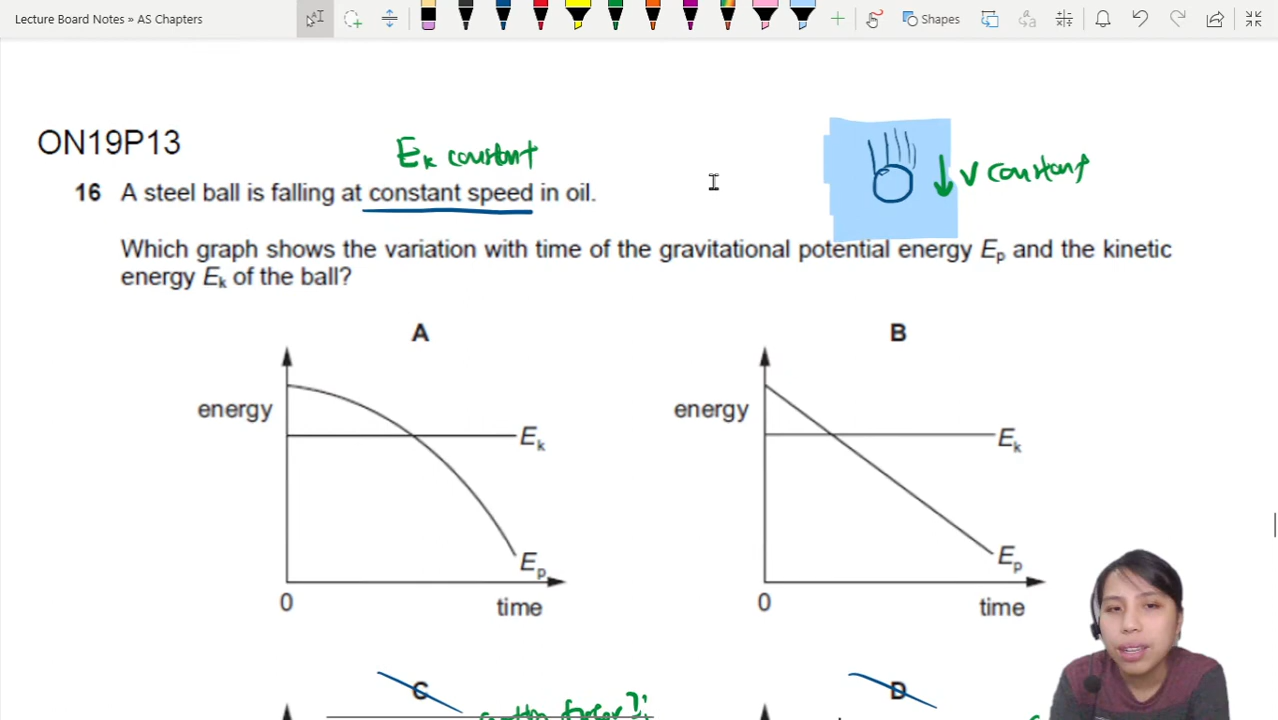 Lecture Board Notes » AS Chapters
Shapes
ON19P13
Ek constant
16 A steel ball is falling at constant speed in oil.
v constant
Which graph shows the variation with time of the gravitational potential energy Ep and the kinetic
energy Ek of the ball?
A
B
energy
Ek
Ep
0
time
energy
Ek
Ep
0
time
C
D